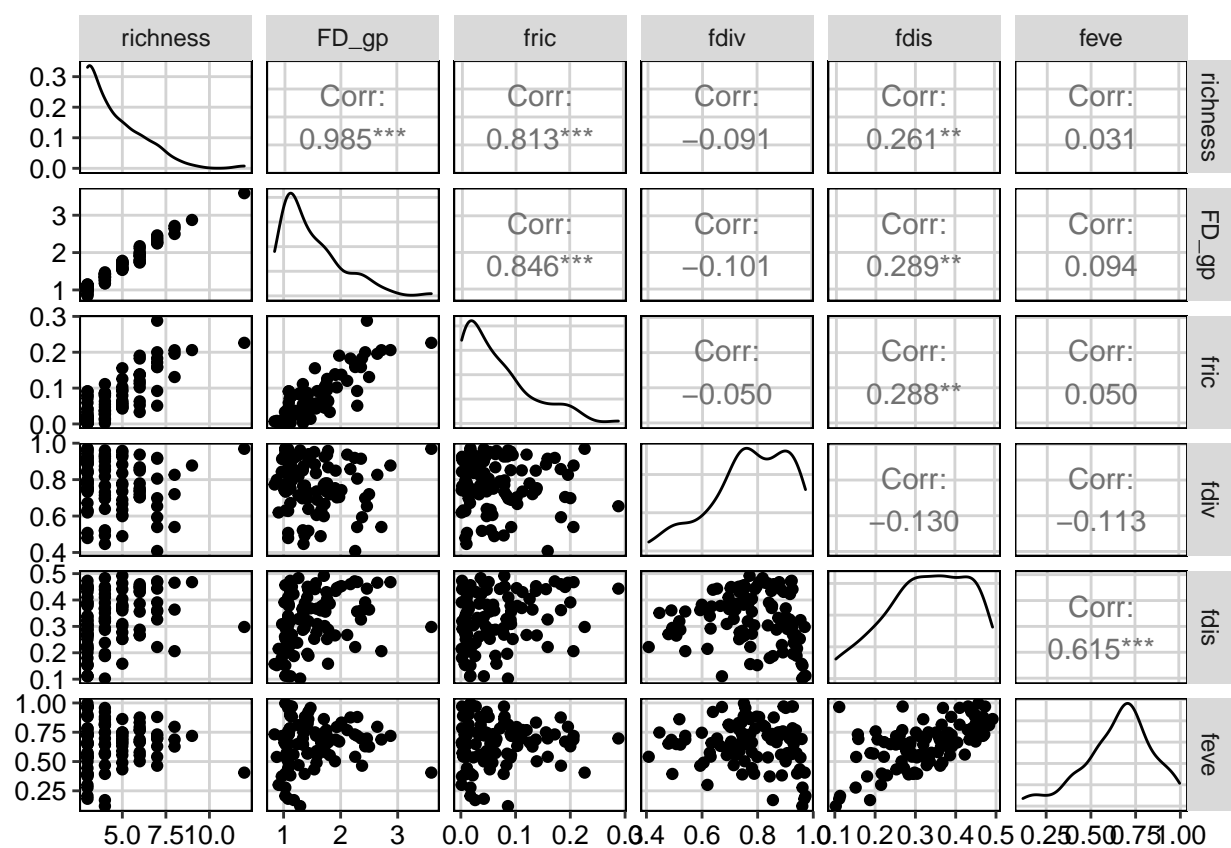 richness FD_gp fric fdiv fdis feve
0.3
0.2
0.1
0.0
Corr:
0.985***
Corr:
0.813***
Corr:
−0.091
Corr:
0.261**
Corr:
0.031
richness
3
2
1
Corr:
0.846***
Corr:
−0.101
Corr:
0.289**
Corr:
0.094
FD_gp
0.3
0.2
0.1
0.0
Corr:
−0.050
Corr:
0.288**
Corr:
0.050
fric
1.0
0.8
0.6
0.4
Corr:
−0.130
Corr:
−0.113
fdiv
0.5
0.4
0.3
0.2
0.1
Corr:
0.615***
fdis
1.00
0.75
0.50
0.25
feve
5.0 7.5 10.0 1 2 3 0.0 0.1 0.2 0.3 0.4 0.6 0.8 1.0 0.1 0.2 0.3 0.4 0.5 0.25 0.50 0.75 1.00